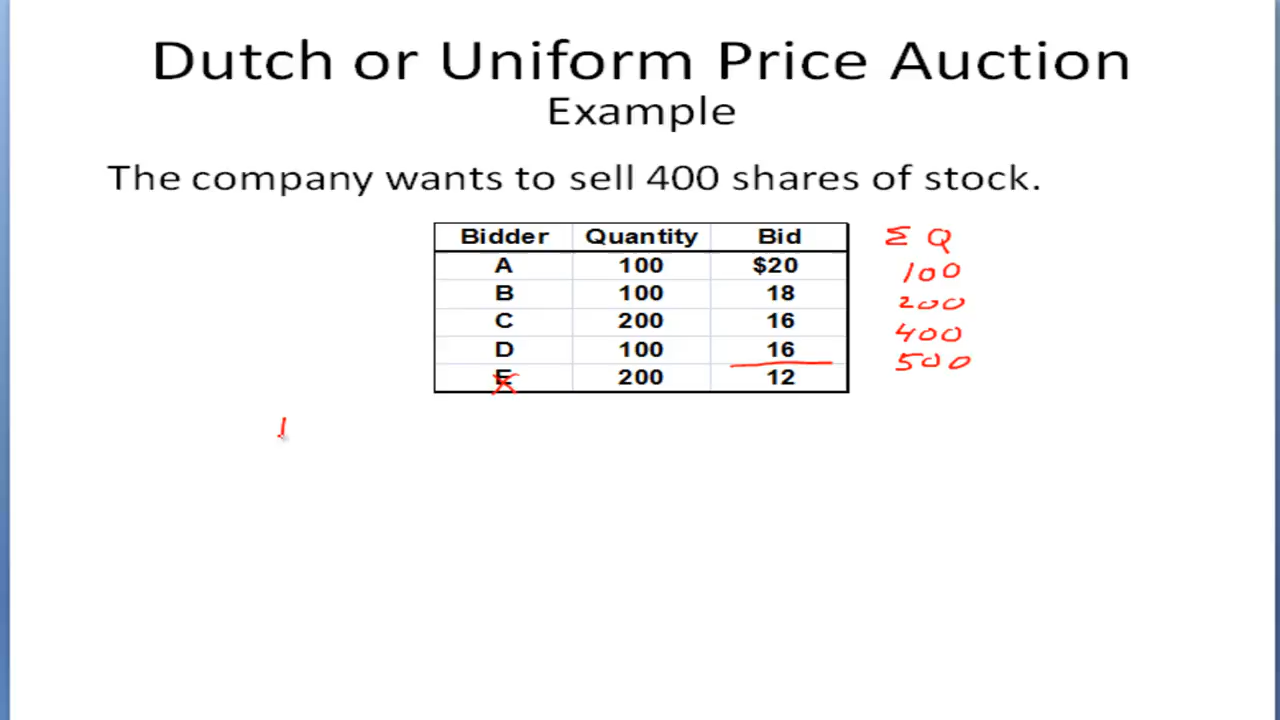 Dutch or Uniform Price Auction
Example
The company wants to sell 400 shares of stock.
Bidder Quantity Bid Σ Q
A 100 $20 100
B 100 18 200
C 200 16 400
D 100 16 500
E 200 12